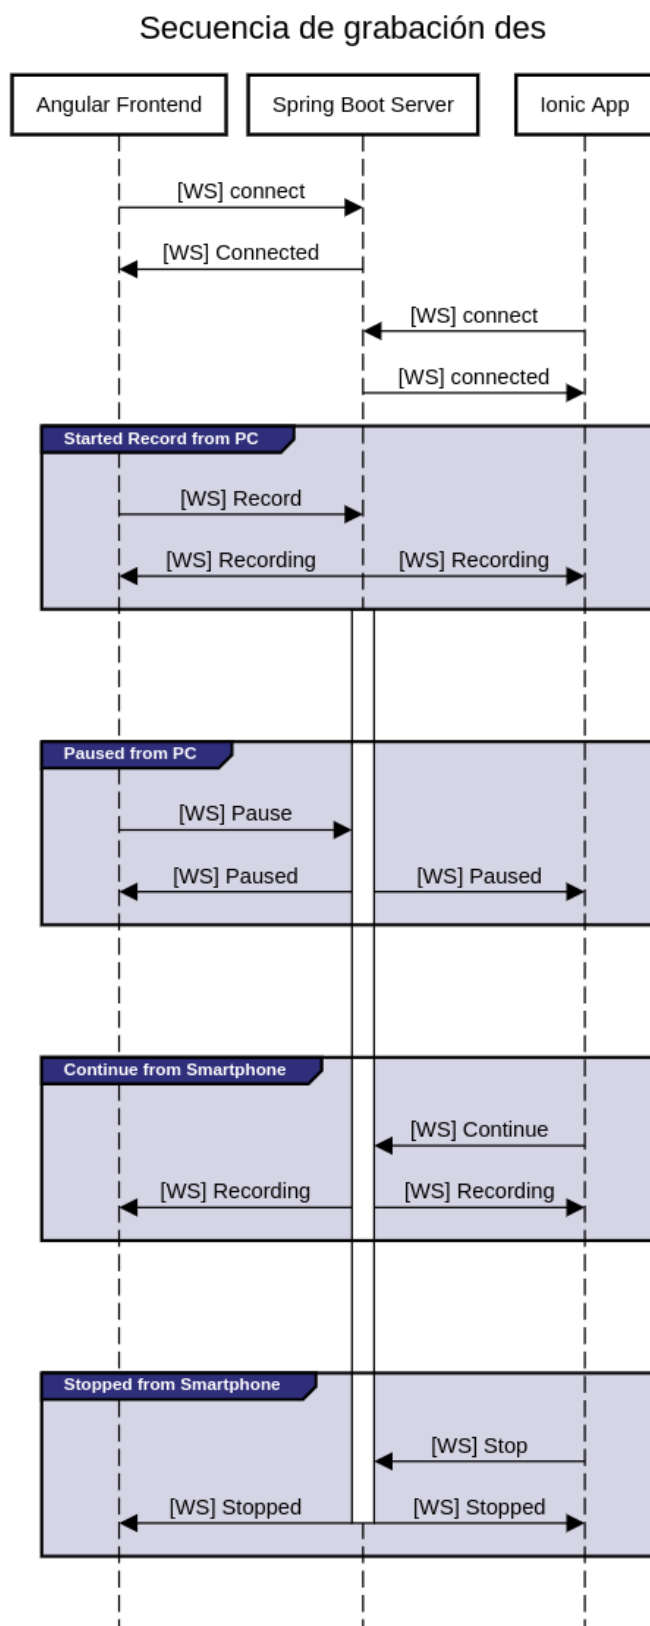 Secuencia de grabación des
Angular Frontend
Spring Boot Server
Ionic App
[WS] connect
[WS] Connected
[WS] connect
[WS] connected
Started Record from PC
[WS] Record
[WS] Recording
[WS] Recording
Paused from PC
[WS] Pause
[WS] Paused
[WS] Paused
Continue from Smartphone
[WS] Continue
[WS] Recording
[WS] Recording
Stopped from Smartphone
[WS] Stop
[WS] Stopped
[WS] Stopped